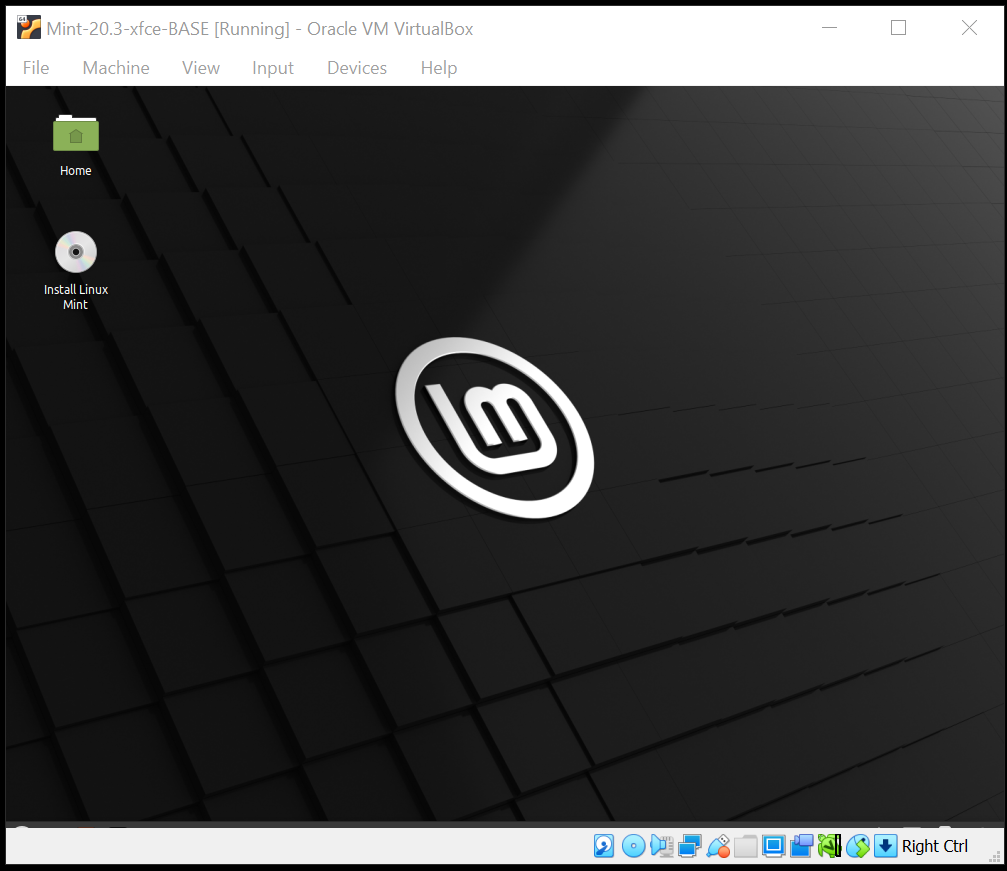 Mint-20.3-xfce-BASE [Running] - Oracle VM VirtualBox
File Machine View Input Devices Help
Home
Install Linux
Mint
lm
Right Ctrl